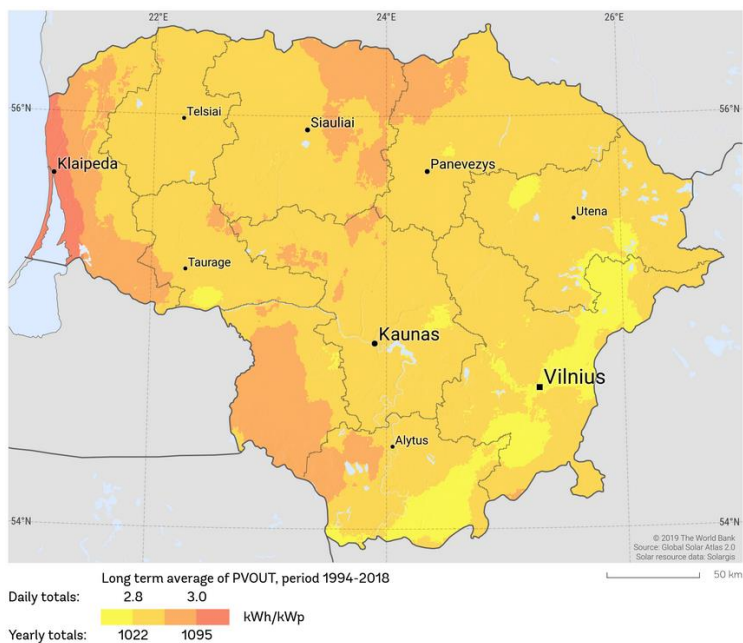 22°E 24°E 26°E
56°N 56°N
Telsiai
Siauliai
Klaipeda
Panevezys
Utena
Taurage
Kaunas
Vilnius
Alytus
54°N 54°N
© 2019 The World Bank
Source: Global Solar Atlas 2.0
Solar resource data: Solargis
Long term average of PVOUT, period 1994-2018
50 km
Daily totals: 2.8 3.0
kWh/kWp
Yearly totals: 1022 1095